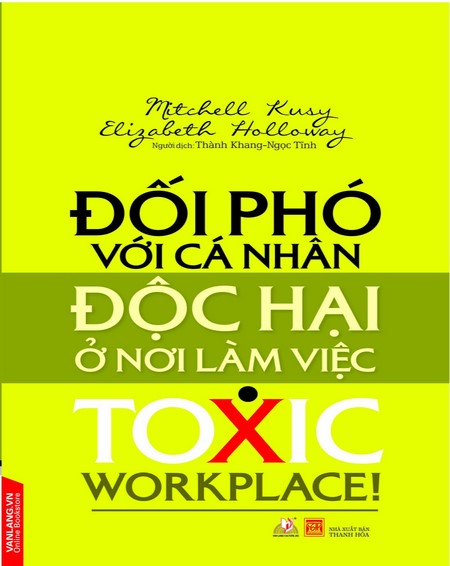 Mitchell Kusy
Elizabeth Holloway
Người dịch: Thành Khang-Ngọc Tĩnh
ĐỐI PHÓ
VỚI CÁ NHÂN
ĐỘC HẠI
Ở NƠI LÀM VIỆC
TOXIC
WORKPLACE!
VANLANG.VN
Online Bookstore
NHÀ XUẤT BẢN
THANH HÓA